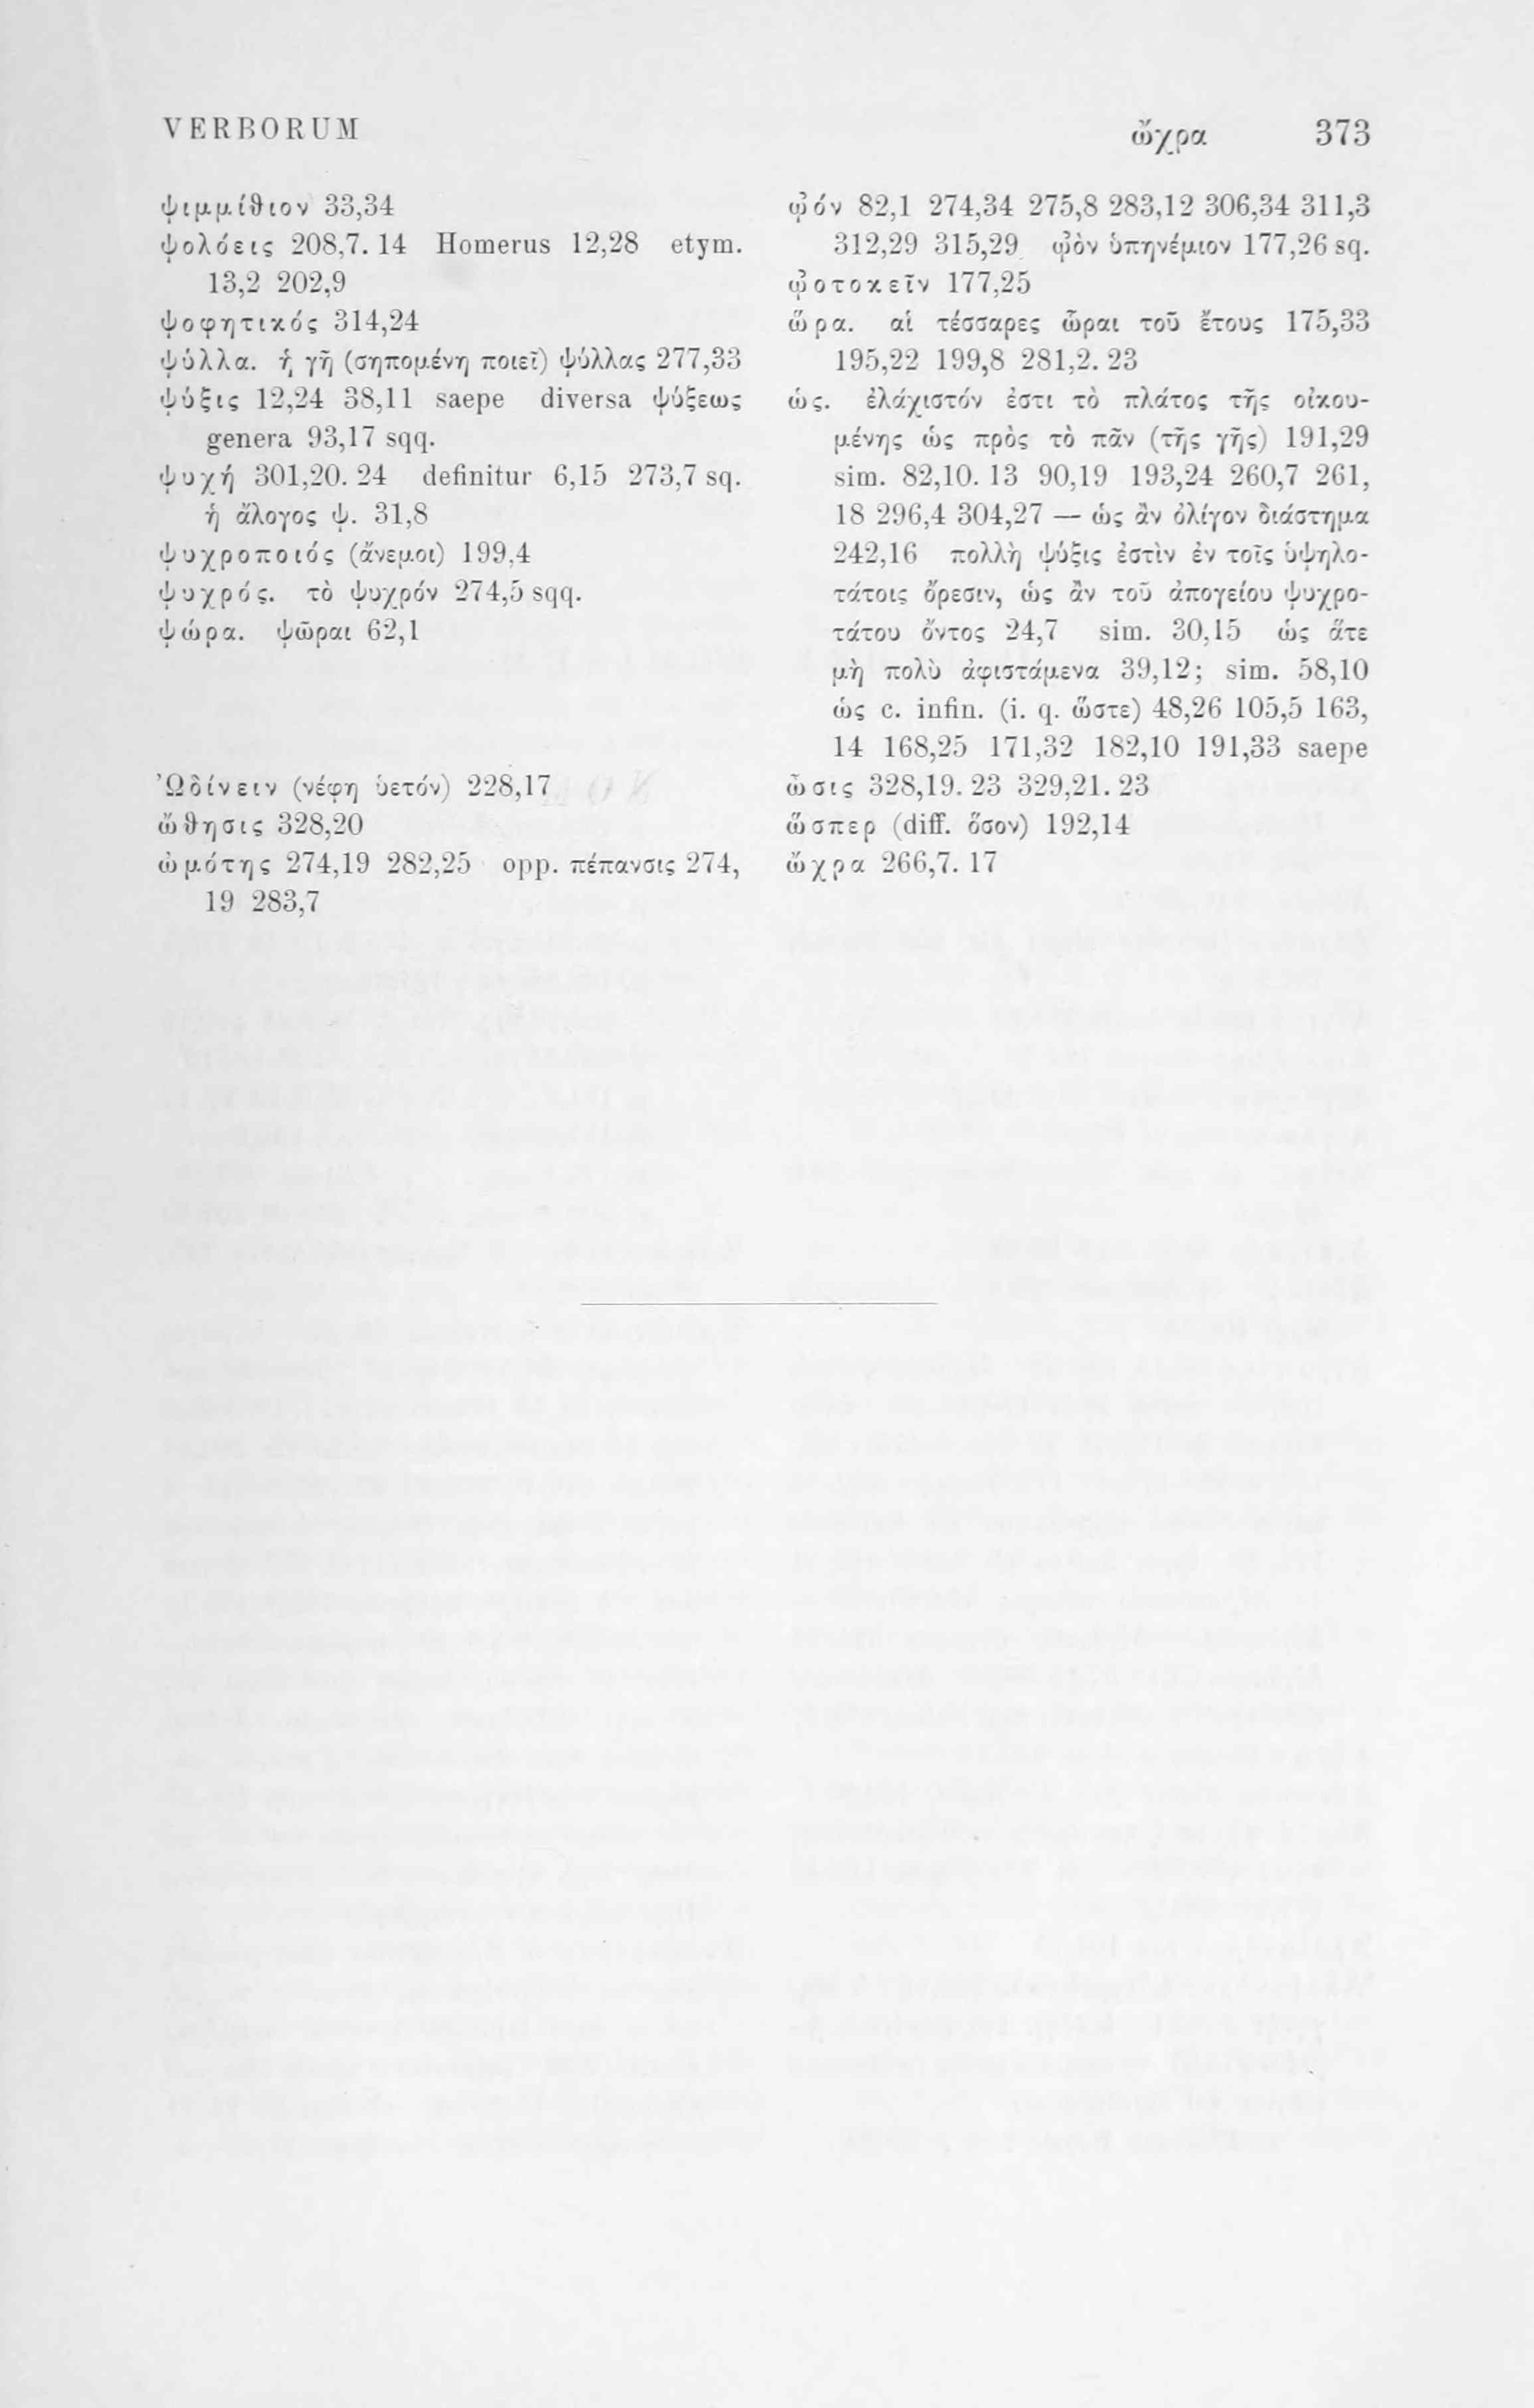 VERBORUM ὤχρα 373
ψιμμίθιον 33,34
ψολόεις 208,7. 14 Homerus 12,28 etym.
13,2 202,9
ψοφητικός 314,24
ψύλλα. ἡ γῆ (σηπομένη ποιεῖ) ψύλλας 277,33
ψύξις 12,24 38,11 saepe diversa ψύξεως
genera 93,17 sqq.
ψυχή 301,20. 24 definitur 6,15 273,7 sq.
ἡ ἄλογος ψ. 31,8
ψυχροποιός (ἄνεμοι) 199,4
ψυχρός. τὸ ψυχρόν 274,5 sqq.
ψώρα. ψῶραι 62,1
Ὠδίνειν (νέφη ὑετόν) 228,17
ὤθησις 328,20
ὠμότης 274,19 282,25 opp. πέπανσις 274,
19 283,7
ᾠόν 82,1 274,34 275,8 283,12 306,34 311,3
312,29 315,29 ᾠὸν ὑπηνέμιον 177,26 sq.
ᾠοτοκεῖν 177,25
ὥρα. αἱ τέσσαρες ὧραι τοῦ ἔτους 175,33
195,22 199,8 281,2. 23
ὡς. ἐλάχιστόν ἐστι τὸ πλάτος τῆς οἰκου-
μένης ὡς πρὸς τὸ πᾶν (τῆς γῆς) 191,29
sim. 82,10. 13 90,19 193,24 260,7 261,
18 296,4 304,27 — ὡς ἂν ὀλίγον διάστημα
242,16 πολλὴ ψύξις ἐστὶν ἐν τοῖς ὑψηλο-
τάτοις ὄρεσιν, ὡς ἂν τοῦ ἀπογείου ψυχρο-
τάτου ὄντος 24,7 sim. 30,15 ὡς ἅτε
μὴ πολὺ ἀφιστάμενα 39,12; sim. 58,10
ὡς c. infin. (i. q. ὥστε) 48,26 105,5 163,
14 168,25 171,32 182,10 191,33 saepe
ὦσις 328,19. 23 329,21. 23
ὥσπερ (diff. ὅσον) 192,14
ὤχρα 266,7. 17